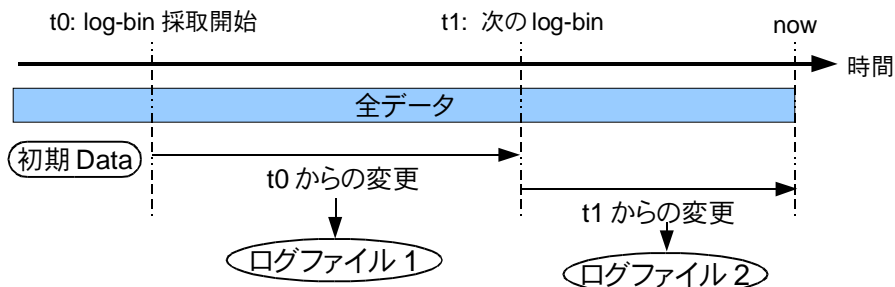 t0: log-bin 採取開始
t1: 次の log-bin
now
時間
全データ
初期 Data
t0 からの変更
t1 からの変更
ログファイル 1
ログファイル 2